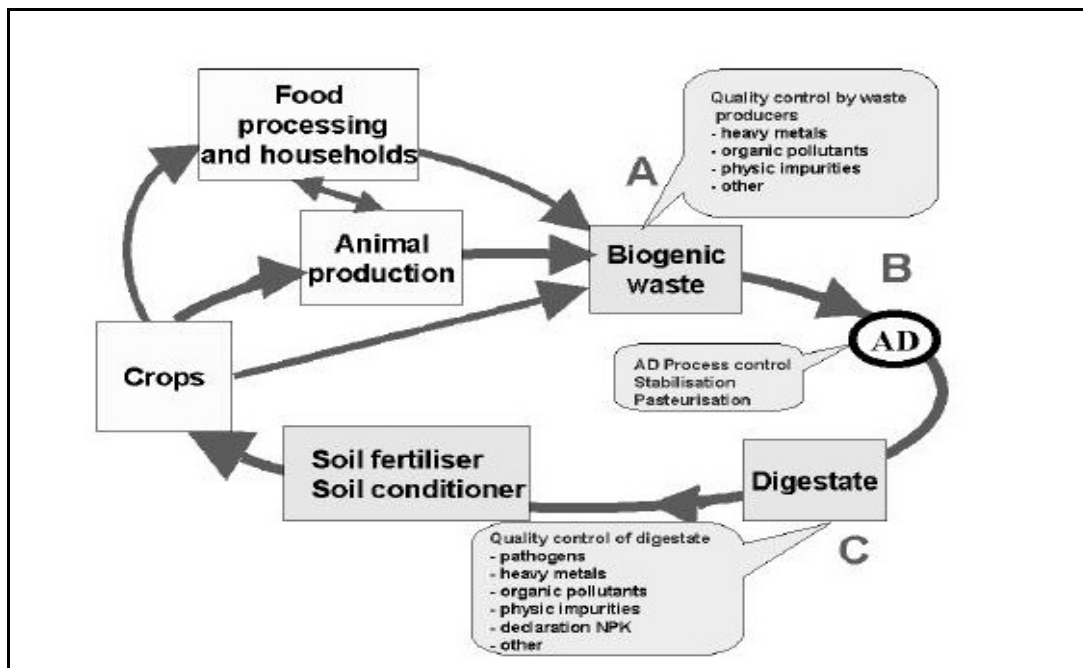 Food
processing
and households
Quality control by waste
producers
- heavy metals
- organic pollutants
- physic impurities
- other
A
Animal
production
Biogenic
waste
B
AD
AD Process control
Stabilisation
Pasteurisation
Crops
Soil fertiliser
Soil conditioner
Digestate
C
Quality control of digestate
- pathogens
- heavy metals
- organic pollutants
- physic impurities
- declaration NPK
- other